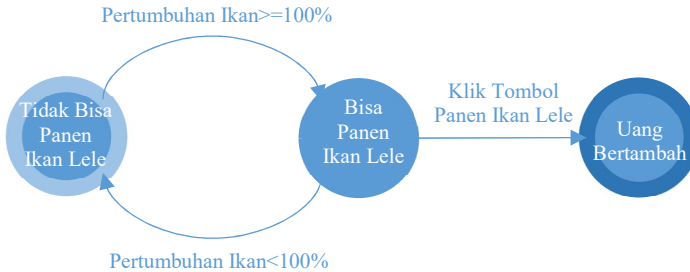 Pertumbuhan Ikan>=100%
Tidak Bisa
Panen
Ikan Lele
Bisa
Panen
Ikan Lele
Klik Tombol
Panen Ikan Lele
Uang
Bertambah
Pertumbuhan Ikan<100%